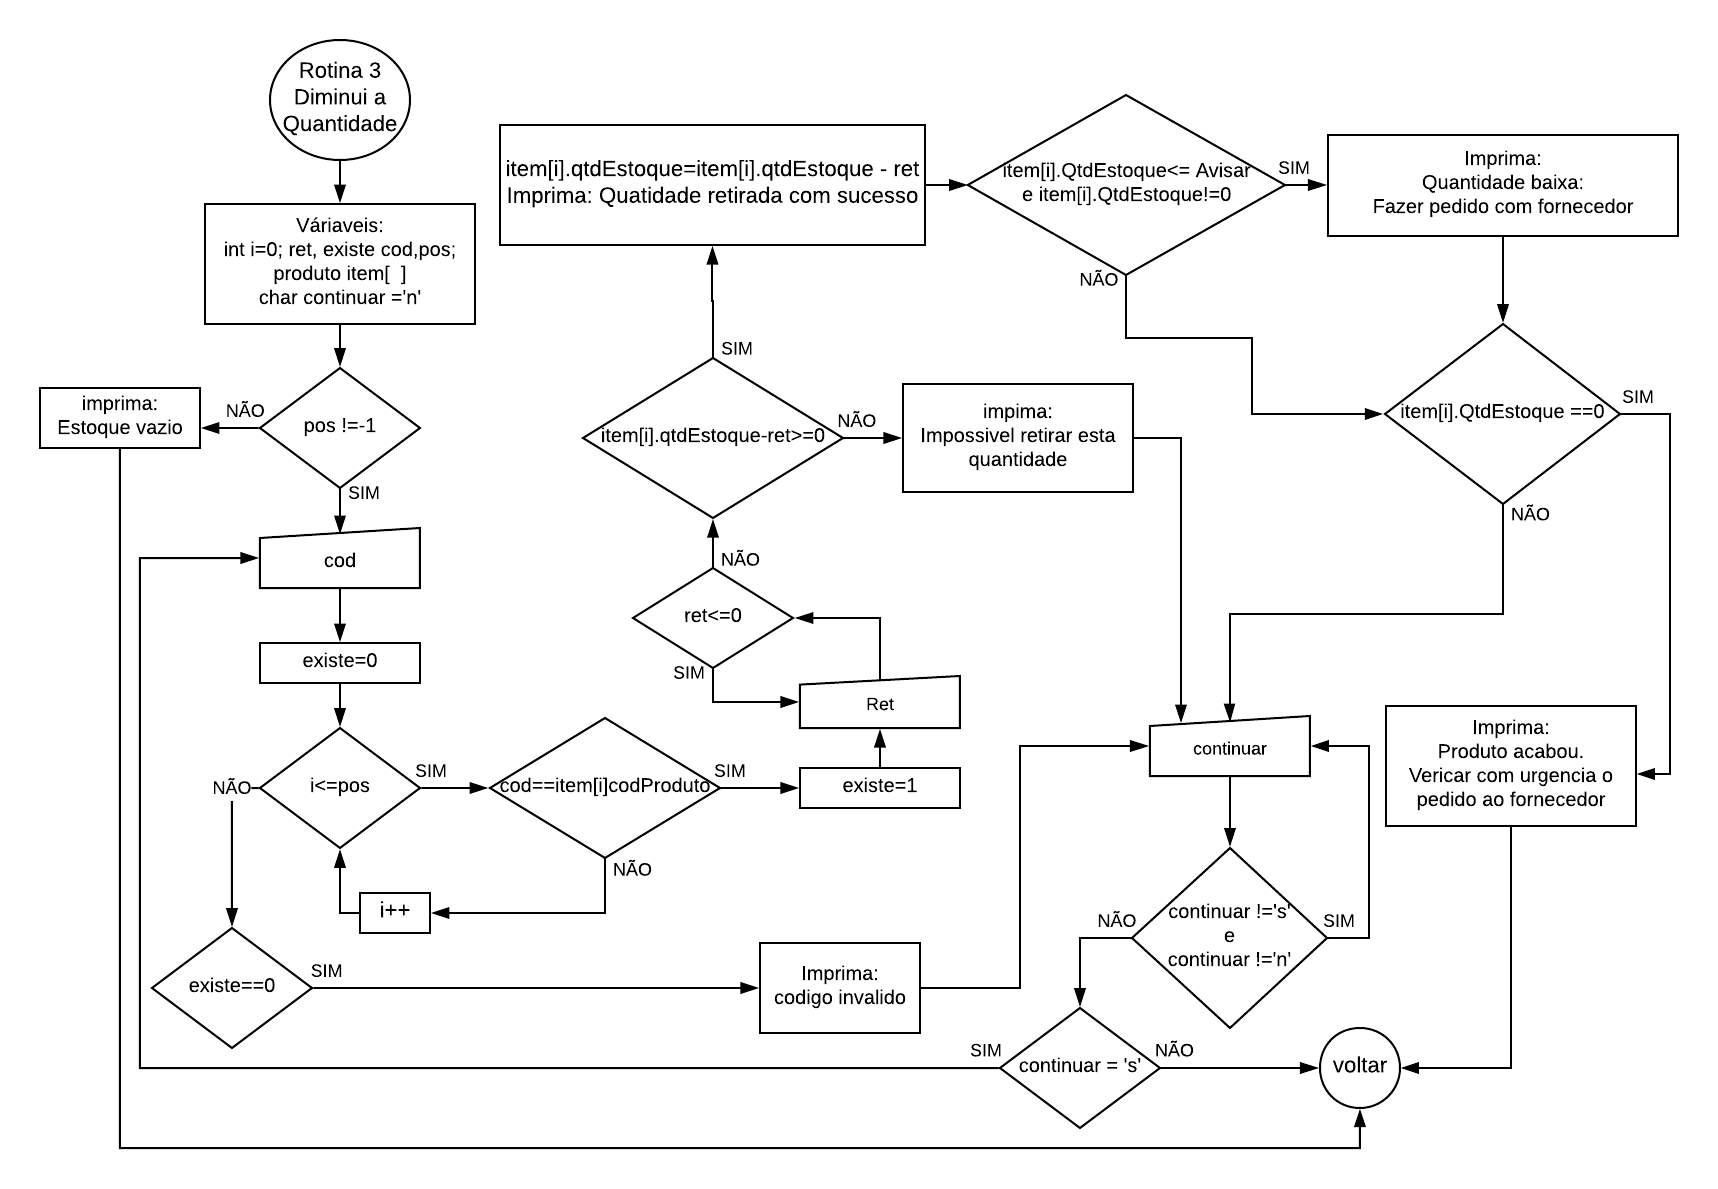 Rotina 3
Diminui a
Quantidade
Váriaveis:
int i=0; ret, existe cod,pos;
produto item[  ]
char continuar ='n'
pos !=-1
NÃO
imprima:
Estoque vazio
SIM
cod
existe=0
i<=pos
NÃO
SIM
cod==item[i]codProduto
SIM
NÃO
i++
existe=1
Ret
ret<=0
SIM
NÃO
item[i].qtdEstoque-ret>=0
SIM
NÃO
impima:
Impossivel retirar esta
quantidade
item[i].qtdEstoque=item[i].qtdEstoque - ret
Imprima: Quatidade retirada com sucesso
item[i].QtdEstoque<= Avisar
e item[i].QtdEstoque!=0
SIM
NÃO
Imprima:
Quantidade baixa:
Fazer pedido com fornecedor
item[i].QtdEstoque ==0
SIM
NÃO
Imprima:
Produto acabou.
Vericar com urgencia o
pedido ao fornecedor
existe==0
SIM
Imprima:
codigo invalido
continuar
continuar !='s'
e
continuar !='n'
NÃO
SIM
continuar = 's'
SIM
NÃO
voltar